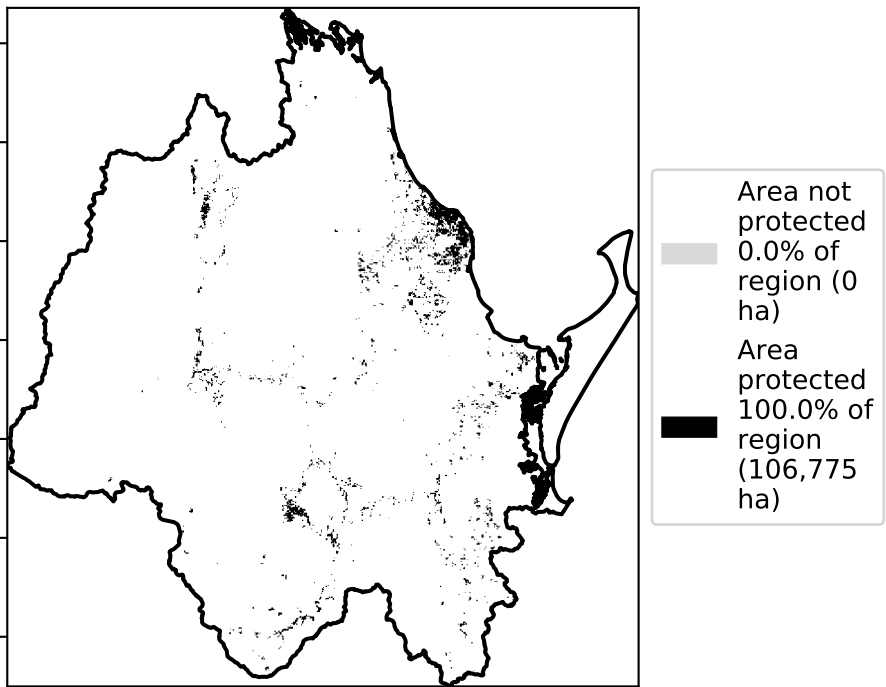 Area not
protected
0.0% of
region (0
ha)
Area
protected
100.0% of
region
(106,775
ha)